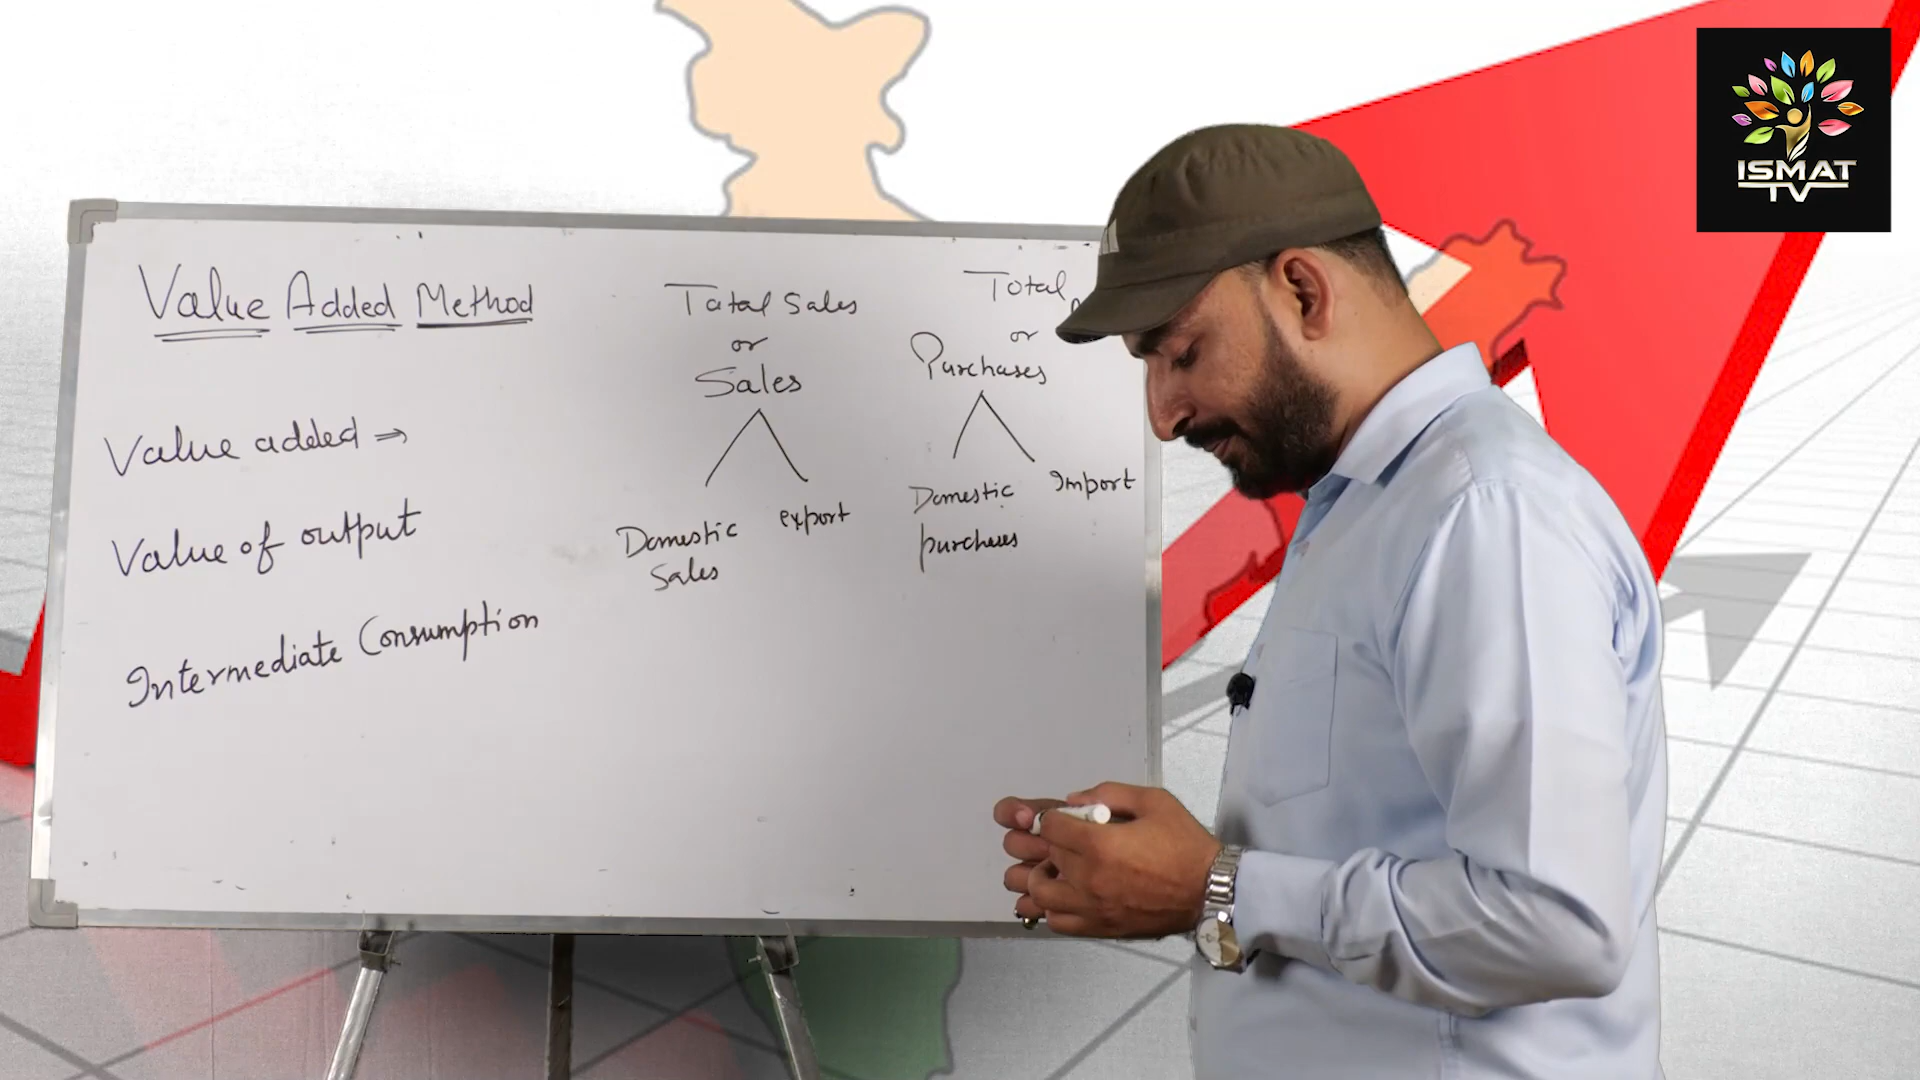 Value Added Method
Value added ⇒
Value of output
Intermediate Consumption
Tatal Sales
or
Sales
Domestic
Sales
export
Total
or
Purchases
Domestic
purchases
Import
ISMAT
TV